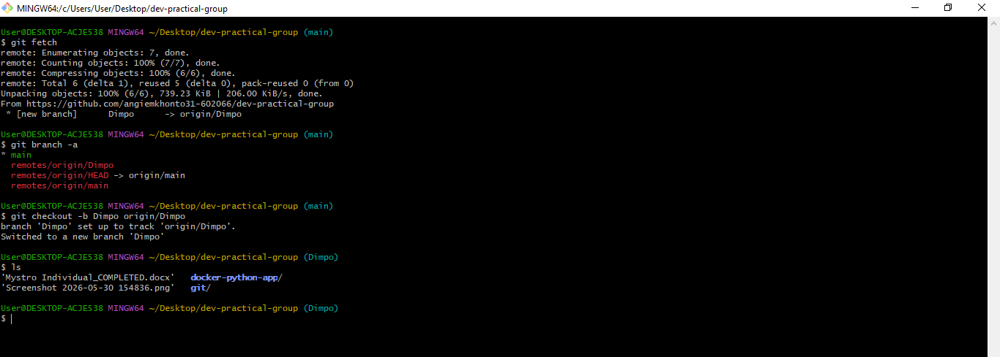 MINGW64:/c/Users/User/Desktop/dev-practical-group
User@DESKTOP-ACJE538 MINGW64 ~/Desktop/dev-practical-group (main)
$ git fetch
remote: Enumerating objects: 7, done.
remote: Counting objects: 100% (7/7), done.
remote: Compressing objects: 100% (6/6), done.
remote: Total 6 (delta 1), reused 5 (delta 0), pack-reused 0 (from 0)
Unpacking objects: 100% (6/6), 739.23 KiB | 206.00 KiB/s, done.
From https://github.com/angiemkhonto31-602066/dev-practical-group
 * [new branch]      Dimpo      -> origin/Dimpo
User@DESKTOP-ACJE538 MINGW64 ~/Desktop/dev-practical-group (main)
$ git branch -a
* main
  remotes/origin/Dimpo
  remotes/origin/HEAD -> origin/main
  remotes/origin/main
User@DESKTOP-ACJE538 MINGW64 ~/Desktop/dev-practical-group (main)
$ git checkout -b Dimpo origin/Dimpo
branch 'Dimpo' set up to track 'origin/Dimpo'.
Switched to a new branch 'Dimpo'
User@DESKTOP-ACJE538 MINGW64 ~/Desktop/dev-practical-group (Dimpo)
$ ls
'Mystro Individual_COMPLETED.docx'   docker-python-app/
'Screenshot 2026-05-30 154836.png'   git/
User@DESKTOP-ACJE538 MINGW64 ~/Desktop/dev-practical-group (Dimpo)
$